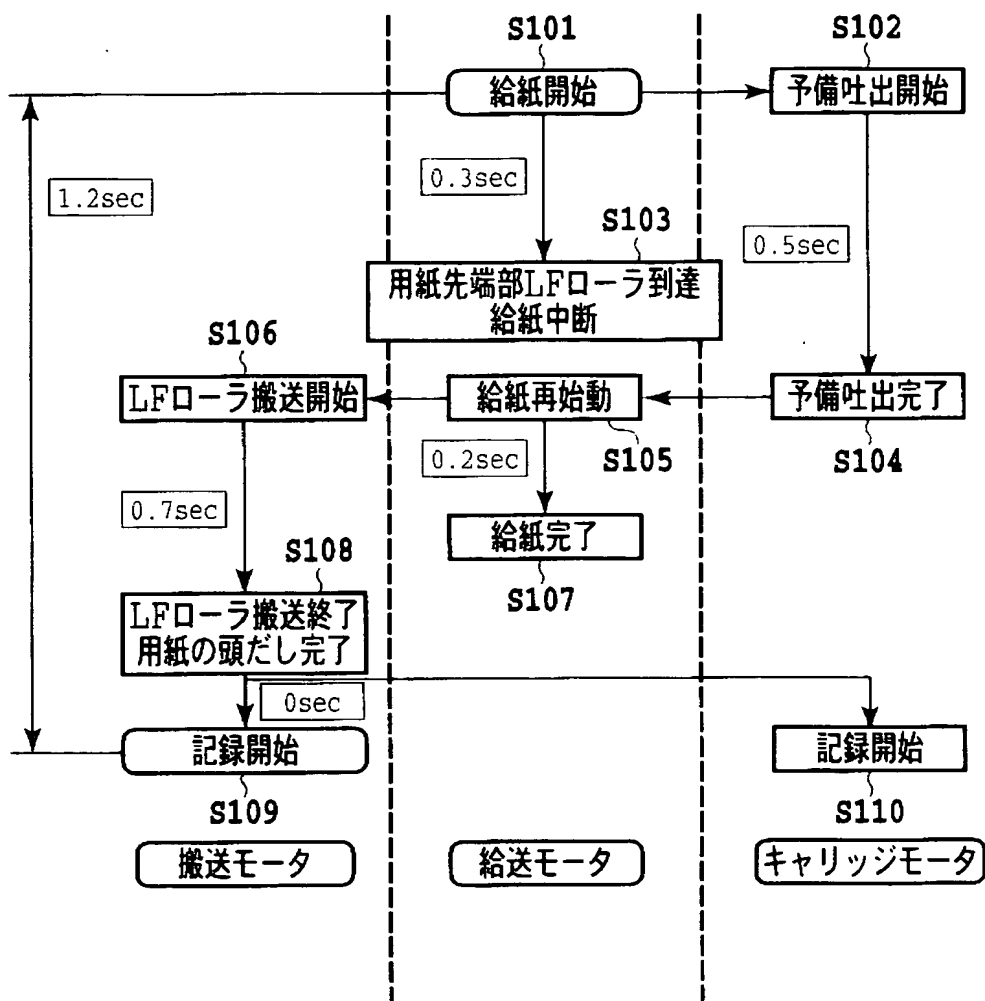 S101
S102
給紙開始
予備吐出開始
1.2sec
0.3sec
S103
0.5sec
用紙先端部LFローラ到達
給紙中断
S106
LFローラ搬送開始
給紙再始動
予備吐出完了
S105
S104
0.2sec
0.7sec
給紙完了
S108
S107
LFローラ搬送終了
用紙の頭だし完了
0sec
記録開始
記録開始
S109
S110
搬送モータ
給送モータ
キャリッジモータ